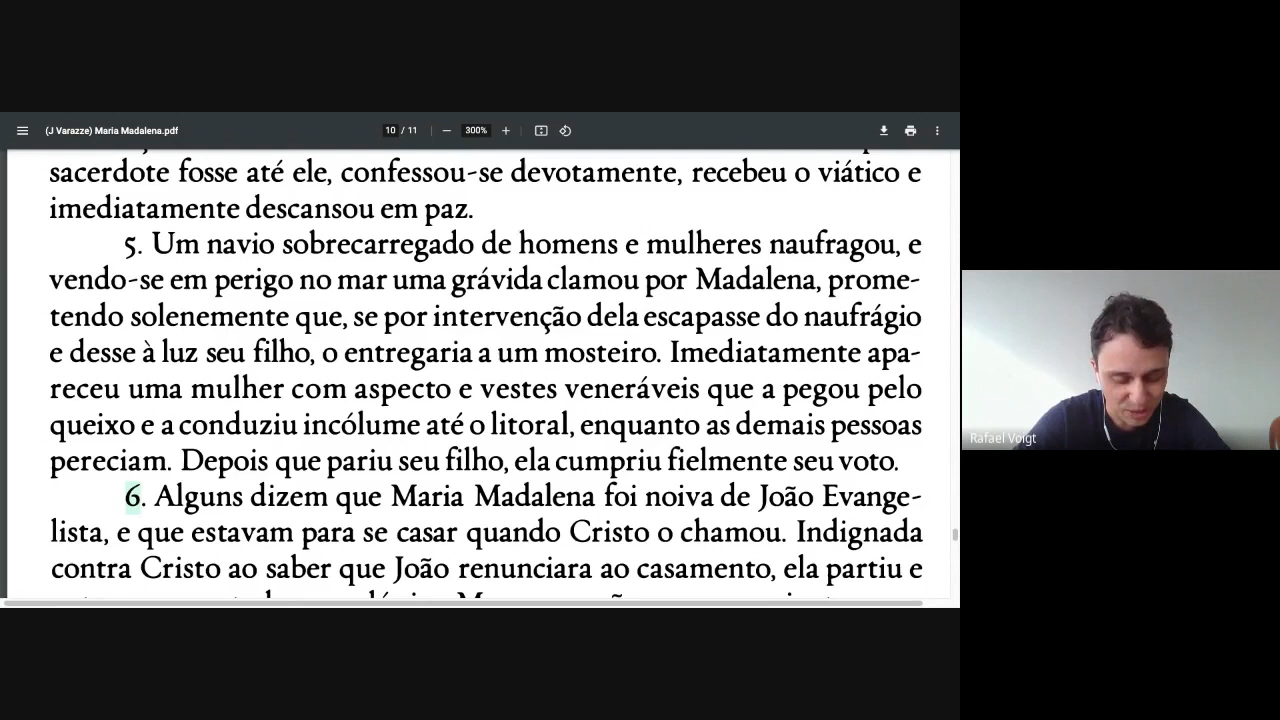 (J Varazze) Maria Madalena.pdf
10 / 11
300%
sacerdote fosse até ele, confessou-se devotamente, recebeu o viático e
imediatamente descansou em paz.
5. Um navio sobrecarregado de homens e mulheres naufragou, e
vendo-se em perigo no mar uma grávida clamou por Madalena, prome-
tendo solenemente que, se por intervenção dela escapasse do naufrágio
e desse à luz seu filho, o entregaria a um mosteiro. Imediatamente apa-
receu uma mulher com aspecto e vestes veneráveis que a pegou pelo
queixo e a conduziu incólume até o litoral, enquanto as demais pessoas
pereciam. Depois que pariu seu filho, ela cumpriu fielmente seu voto.
6. Alguns dizem que Maria Madalena foi noiva de João Evange-
lista, e que estavam para se casar quando Cristo o chamou. Indignada
contra Cristo ao saber que João renunciara ao casamento, ela partiu e
Rafael Voigt